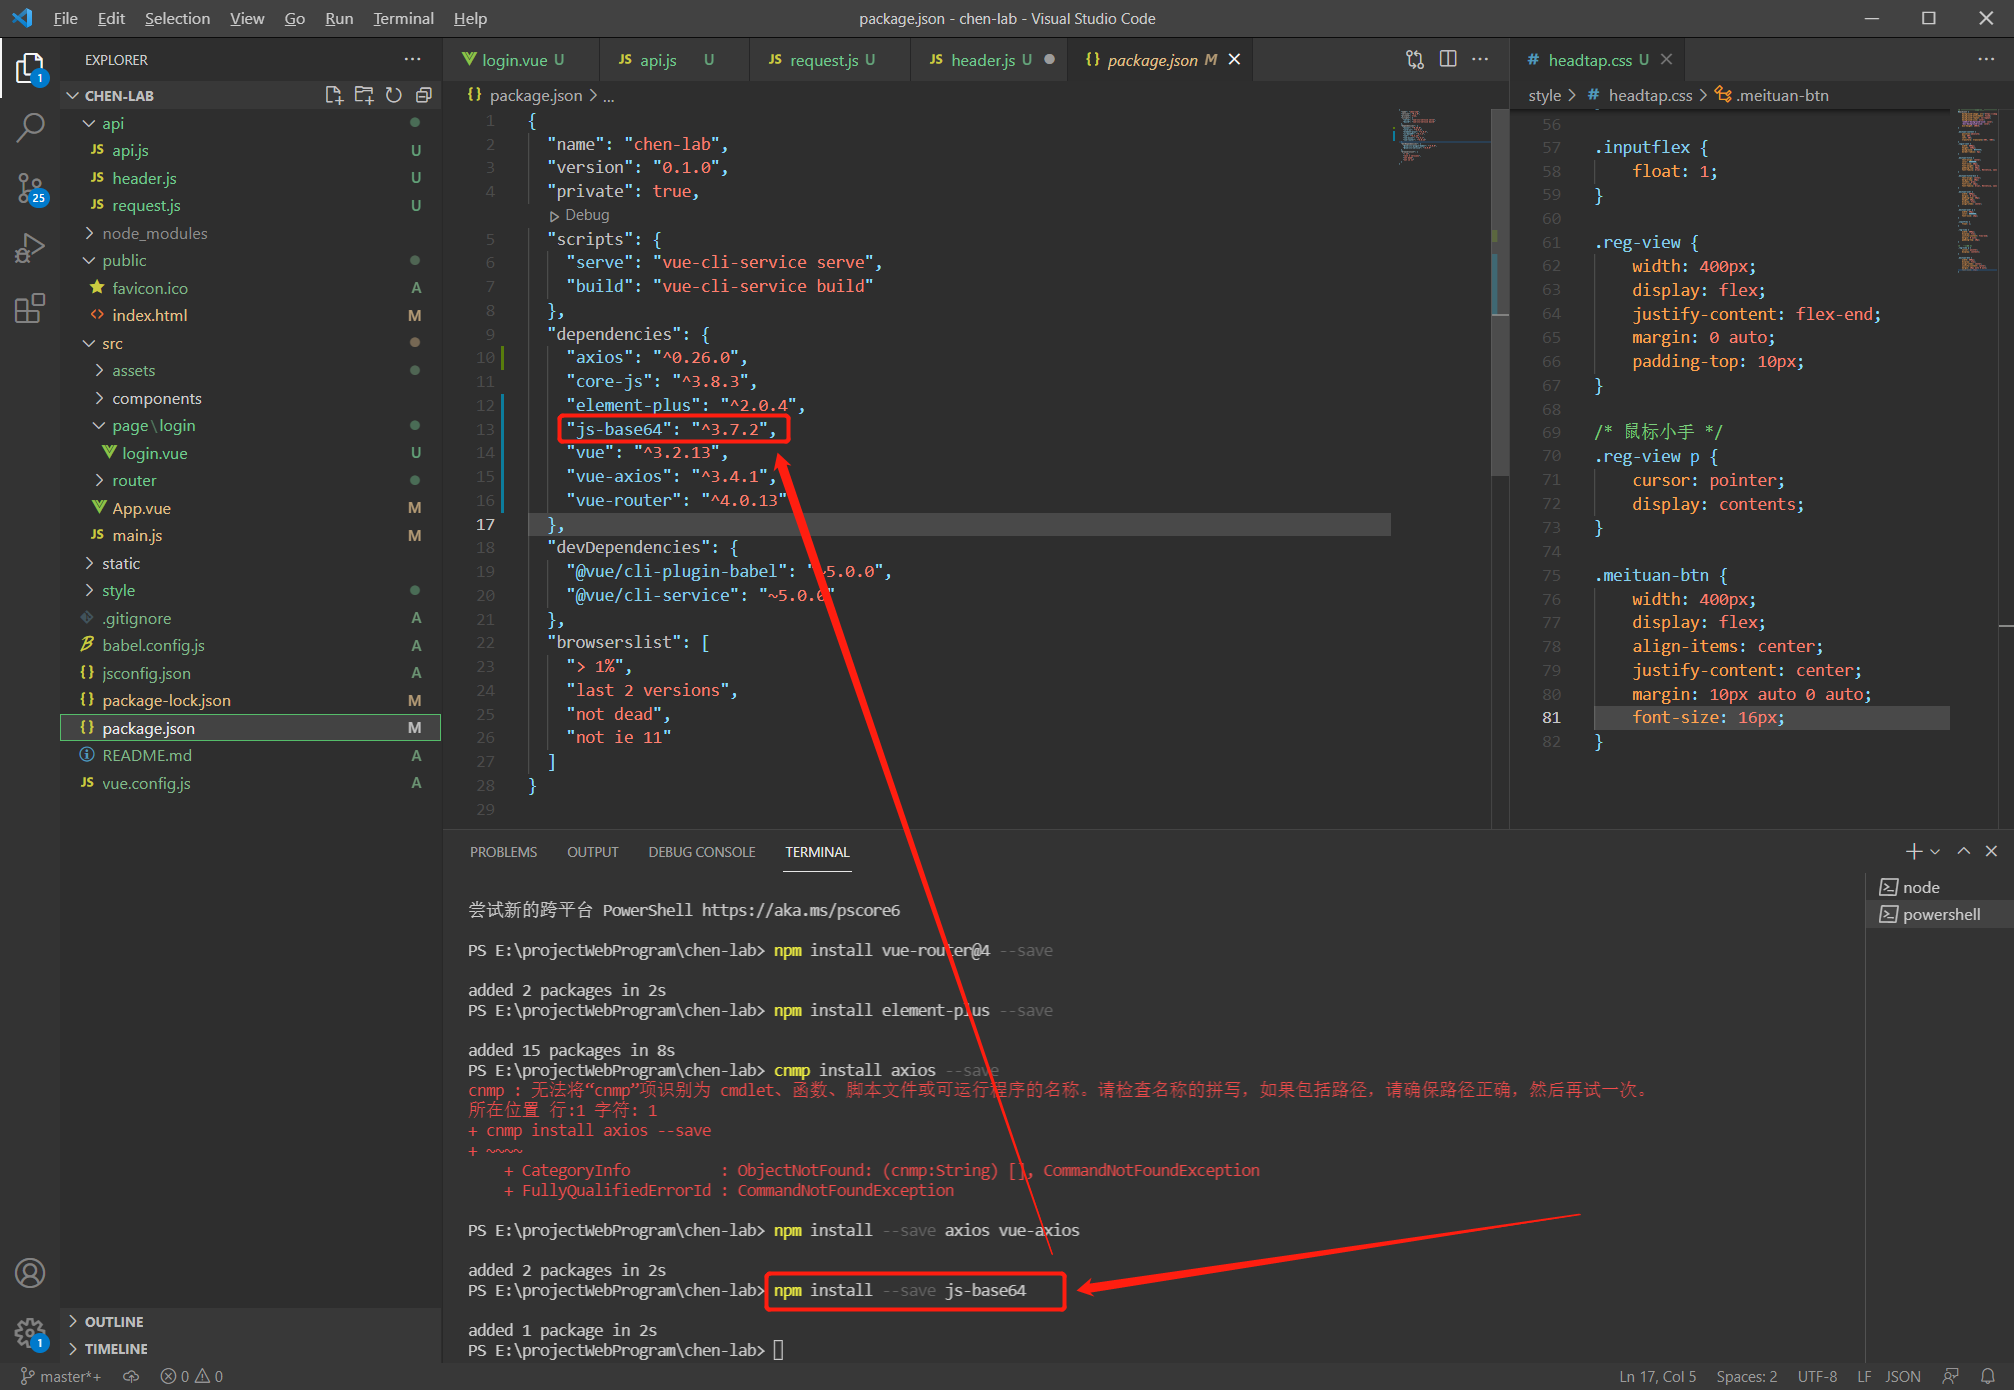 File Edit Selection View Go Run Terminal Help
package.json - chen-lab - Visual Studio Code
EXPLORER
CHEN-LAB
api
api.js U
header.js U
request.js U
node_modules
public
favicon.ico A
index.html M
src
assets
components
page\login
login.vue U
router
App.vue M
main.js M
static
style
.gitignore A
babel.config.js A
jsconfig.json A
package-lock.json M
package.json M
README.md A
vue.config.js A
OUTLINE
TIMELINE
1
25
1
login.vue U
JS api.js U
JS request.js U
JS header.js U
{} package.json M
{} package.json > ...
1 {
2 "name": "chen-lab",
3 "version": "0.1.0",
4 "private": true,
Debug
5 "scripts": {
6 "serve": "vue-cli-service serve",
7 "build": "vue-cli-service build"
8 },
9 "dependencies": {
10 "axios": "^0.26.0",
11 "core-js": "^3.8.3",
12 "element-plus": "^2.0.4",
13 "js-base64": "^3.7.2",
14 "vue": "^3.2.13",
15 "vue-axios": "^3.4.1",
16 "vue-router": "^4.0.13"
17 },
18 "devDependencies": {
19 "@vue/cli-plugin-babel": "~5.0.0",
20 "@vue/cli-service": "~5.0.0"
21 },
22 "browserslist": [
23 "> 1%",
24 "last 2 versions",
25 "not dead",
26 "not ie 11"
27 ]
28 }
29
# headtap.css U
style > # headtap.css > .meituan-btn
56
57 .inputflex {
58 float: 1;
59 }
60
61 .reg-view {
62 width: 400px;
63 display: flex;
64 justify-content: flex-end;
65 margin: 0 auto;
66 padding-top: 10px;
67 }
68
69 /* 鼠标小手 */
70 .reg-view p {
71 cursor: pointer;
72 display: contents;
73 }
74
75 .meituan-btn {
76 width: 400px;
77 display: flex;
78 align-items: center;
79 justify-content: center;
80 margin: 10px auto 0 auto;
81 font-size: 16px;
82 }
PROBLEMS OUTPUT DEBUG CONSOLE TERMINAL
node
powershell
尝试新的跨平台 PowerShell https://aka.ms/pscore6
PS E:\projectWebProgram\chen-lab> npm install vue-router@4 --save
added 2 packages in 2s
PS E:\projectWebProgram\chen-lab> npm install element-plus --save
added 15 packages in 8s
PS E:\projectWebProgram\chen-lab> cnmp install axios --save
cnmp : 无法将“cnmp”项识别为 cmdlet、函数、脚本文件或可运行程序的名称。请检查名称的拼写，如果包括路径，请确保路径正确，然后再试一次。
所在位置 行:1 字符: 1
+ cnmp install axios --save
+ ~~~~
+ CategoryInfo : ObjectNotFound: (cnmp:String) [], CommandNotFoundException
+ FullyQualifiedErrorId : CommandNotFoundException
PS E:\projectWebProgram\chen-lab> npm install --save axios vue-axios
added 2 packages in 2s
PS E:\projectWebProgram\chen-lab> npm install --save js-base64
added 1 package in 2s
PS E:\projectWebProgram\chen-lab>
master*+ 0 0
Ln 17, Col 5 Spaces: 2 UTF-8 LF JSON